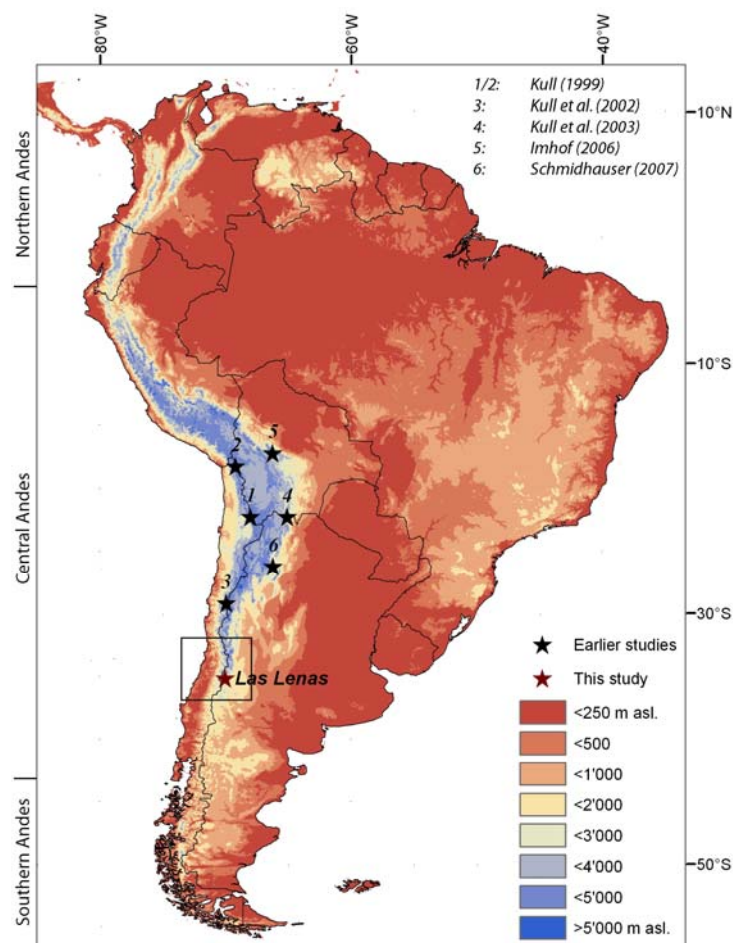 80°W
60°W
40°W
1/2: Kull (1999)
3: Kull et al. (2002)
4: Kull et al. (2003)
5: Imhof (2006)
6: Schmidhauser (2007)
10°N
10°S
30°S
50°S
Northern Andes
Central Andes
Southern Andes
5
2
1
4
6
3
Las Lenas
Earlier studies
This study
<250 m asl.
<500
<1'000
<2'000
<3'000
<4'000
<5'000
>5'000 m asl.